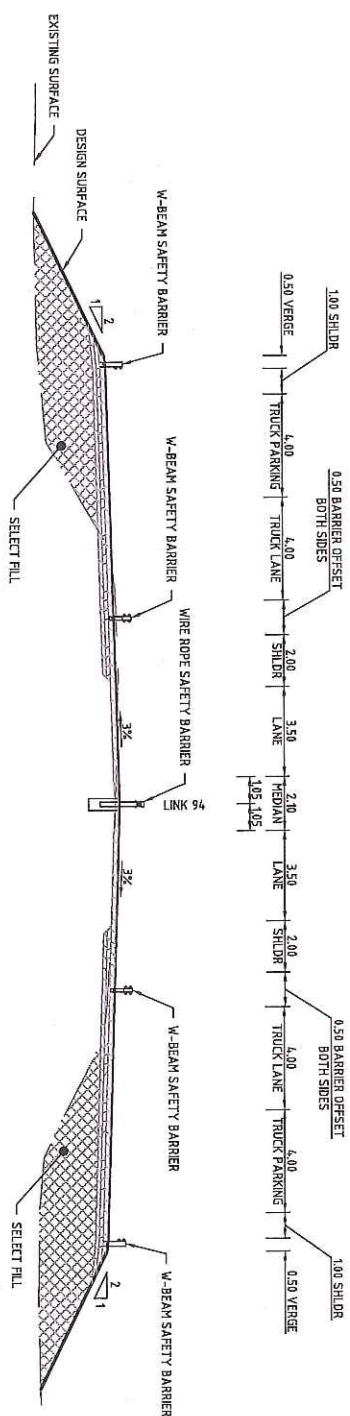 1.00 SHLDR
0.50 VERGE
4.00
TRUCK PARKING
4.00
TRUCK LANE
0.50 BARRIER OFFSET
BOTH SIDES
2.00
SHLDR
3.50
LANE
2.10
MEDIAN
1.05
1.05
3.50
LANE
2.00
SHLDR
0.50 BARRIER OFFSET
BOTH SIDES
4.00
TRUCK LANE
4.00
TRUCK PARKING
1.00 SHLDR
0.50 VERGE
W-BEAM SAFETY BARRIER
W-BEAM SAFETY BARRIER
WIRE ROPE SAFETY BARRIER
LINK 94
3%
3%
W-BEAM SAFETY BARRIER
W-BEAM SAFETY BARRIER
2
1
2
1
EXISTING SURFACE
DESIGN SURFACE
SELECT FILL
SELECT FILL